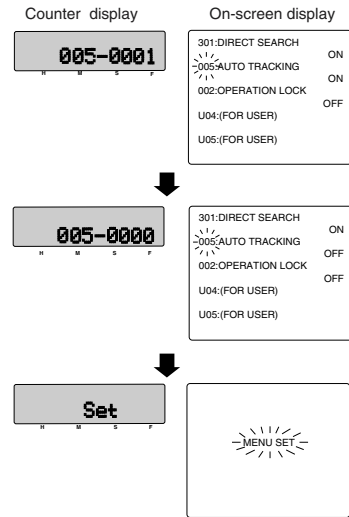 Counter display
On-screen display
005-0001
H M S F
301:DIRECT SEARCH
ON
005:AUTO TRACKING
ON
002:OPERATION LOCK
OFF
U04:(FOR USER)
U05:(FOR USER)
005-0000
H M S F
301:DIRECT SEARCH
ON
005:AUTO TRACKING
OFF
002:OPERATION LOCK
OFF
U04:(FOR USER)
U05:(FOR USER)
Set
H M S F
MENU SET